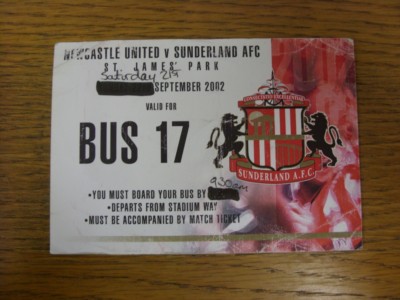 NEWCASTLE UNITED v SUNDERLAND AFC
ST. JAMES' PARK
Saturday 21st
SEPTEMBER 2002
VALID FOR
BUS 17
SUNDERLAND A.F.C.
9.30am
•YOU MUST BOARD YOUR BUS BY
•DEPARTS FROM STADIUM WAY
•MUST BE ACCOMPANIED BY MATCH TICKET